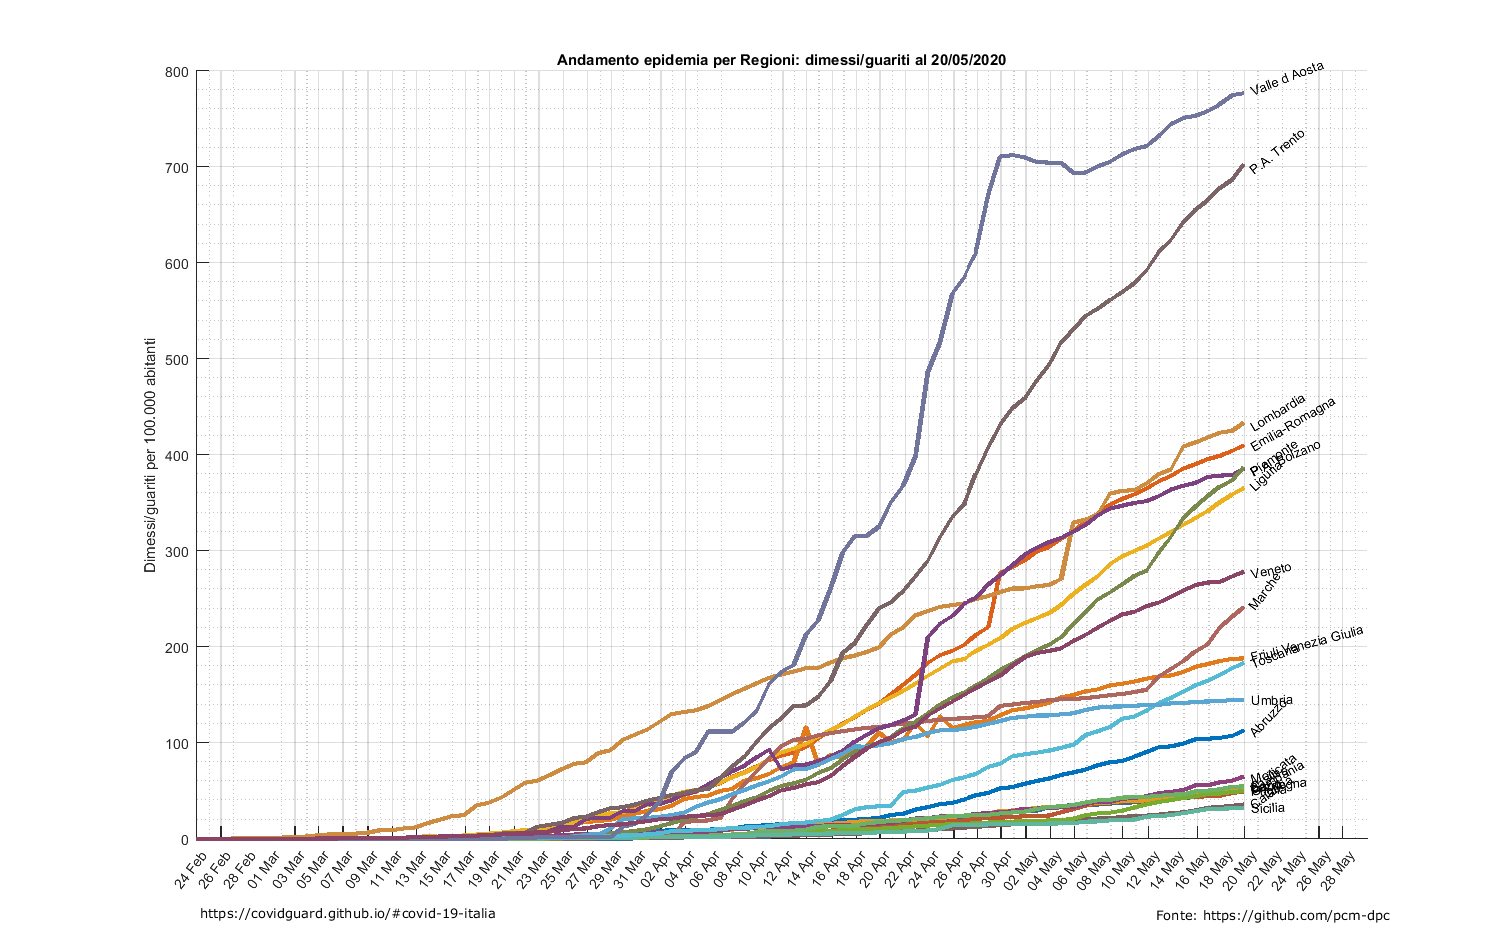 Andamento epidemia per Regioni: dimessi/guariti al 20/05/2020
800
700
600
500
400
300
200
100
0
Dimessi/guariti per 100.000 abitanti
Valle d Aosta
P.A. Trento
Lombardia
Emilia-Romagna
Piemonte
Bolzano
Liguria
Veneto
Marche
Friuli Venezia Giulia
Toscana
Umbria
Abruzzo
Sicilia
24 Feb
26 Feb
28 Feb
01 Mar
03 Mar
05 Mar
07 Mar
09 Mar
11 Mar
13 Mar
15 Mar
17 Mar
19 Mar
21 Mar
23 Mar
25 Mar
27 Mar
29 Mar
31 Mar
02 Apr
04 Apr
06 Apr
08 Apr
10 Apr
12 Apr
14 Apr
16 Apr
18 Apr
20 Apr
22 Apr
24 Apr
26 Apr
28 Apr
30 Apr
02 May
04 May
06 May
08 May
10 May
12 May
14 May
16 May
18 May
20 May
22 May
24 May
26 May
28 May
https://covidguard.github.io/#covid-19-italia
Fonte: https://github.com/pcm-dpc